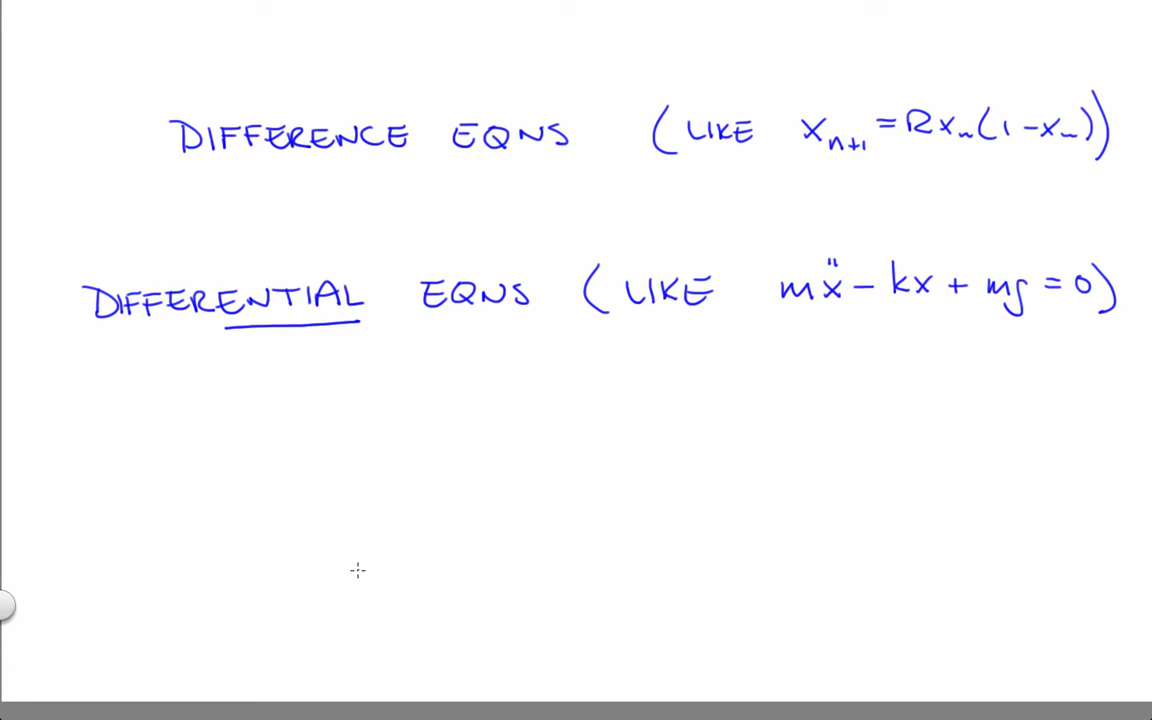 DIFFERENCE EQNS (LIKE xₙ₊₁ = Rxₙ(1-xₙ))
DIFFERENTIAL EQNS (LIKE mẍ - kx + mg = 0)